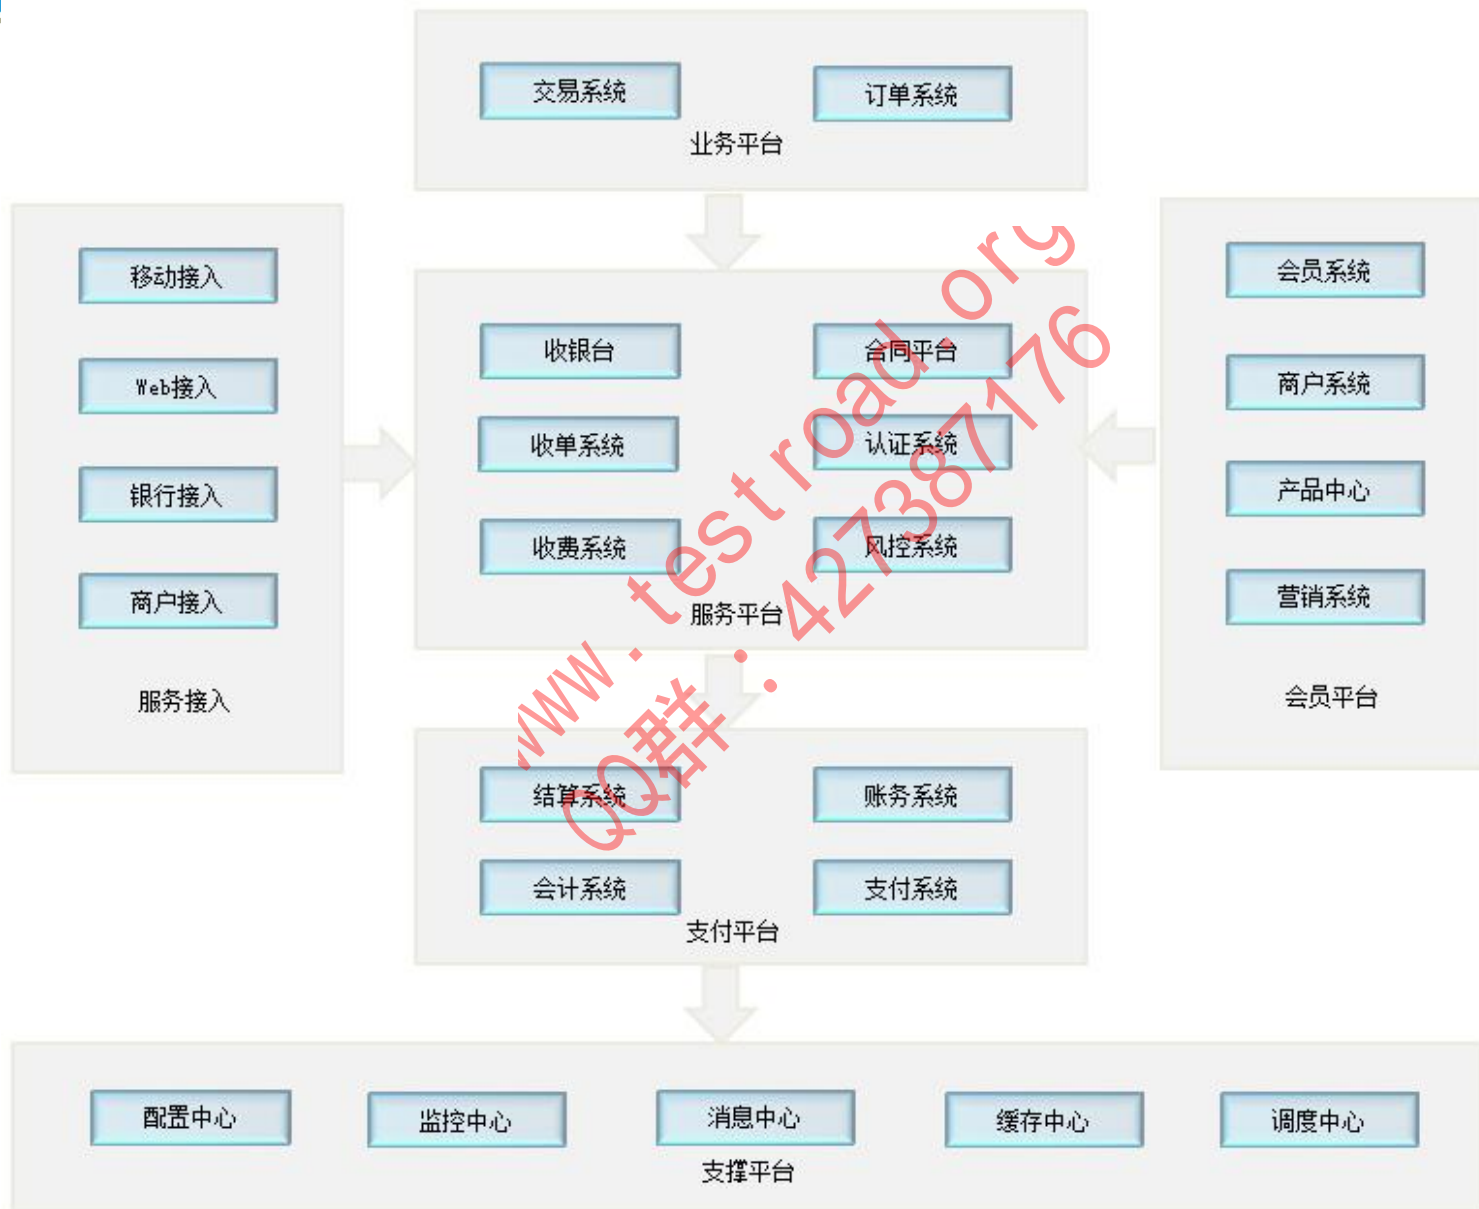 交易系统
订单系统
业务平台
移动接入
Web接入
银行接入
商户接入
服务接入
收银台
合同平台
收单系统
认证系统
收费系统
风控系统
服务平台
会员系统
商户系统
产品中心
营销系统
会员平台
结算系统
账务系统
会计系统
支付系统
支付平台
配置中心
监控中心
消息中心
缓存中心
调度中心
支撑平台
www.testroad.org
QQ群：427387176